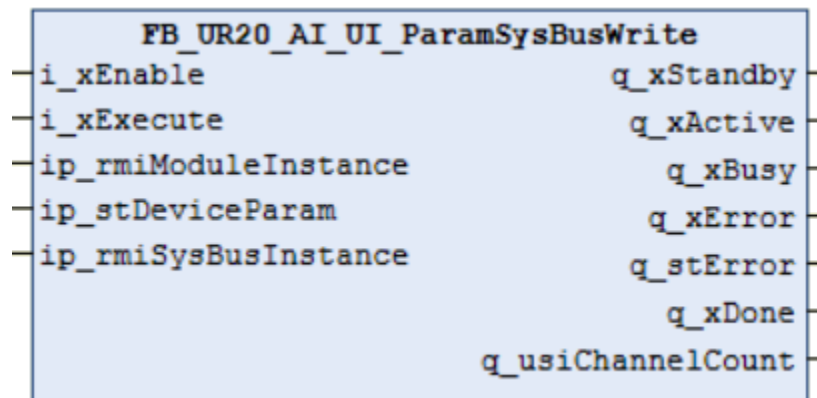 FB_UR20_AI_UI_ParamSysBusWrite
i_xEnable q_xStandby
i_xExecute q_xActive
ip_rmiModuleInstance q_xBusy
ip_stDeviceParam q_xError
ip_rmiSysBusInstance q_stError
q_xDone
q_usiChannelCount